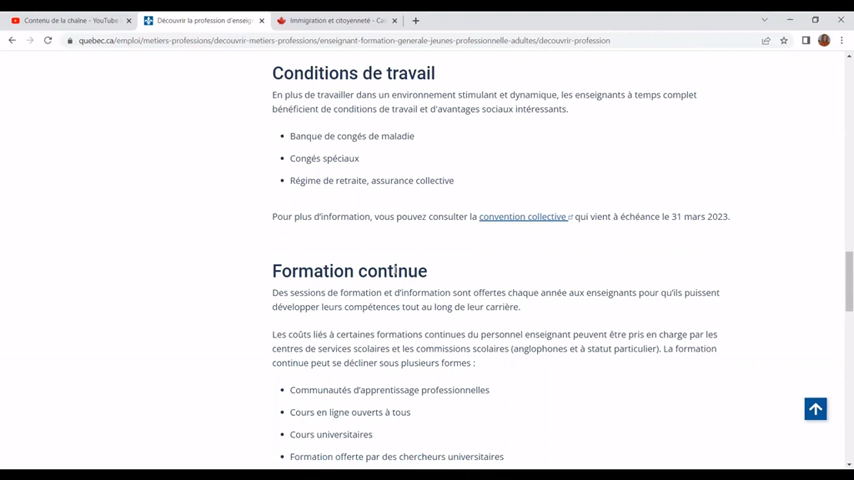 Contenu de la chaîne - YouTube
Découvrir la profession d'enseig
Immigration et citoyenneté - Can
quebec.ca/emploi/metiers-professions/decouvrir-metiers-professions/enseignant-formation-generale-jeunes-professionnelle-adultes/decouvrir-profession
Conditions de travail
En plus de travailler dans un environnement stimulant et dynamique, les enseignants à temps complet
bénéficient de conditions de travail et d'avantages sociaux intéressants.
• Banque de congés de maladie
• Congés spéciaux
• Régime de retraite, assurance collective
Pour plus d'information, vous pouvez consulter la convention collective qui vient à échéance le 31 mars 2023.
Formation continue
Des sessions de formation et d'information sont offertes chaque année aux enseignants pour qu'ils puissent
développer leurs compétences tout au long de leur carrière.
Les coûts liés à certaines formations continues du personnel enseignant peuvent être pris en charge par les
centres de services scolaires et les commissions scolaires (anglophones et à statut particulier). La formation
continue peut se décliner sous plusieurs formes :
• Communautés d'apprentissage professionnelles
• Cours en ligne ouverts à tous
• Cours universitaires
• Formation offerte par des chercheurs universitaires